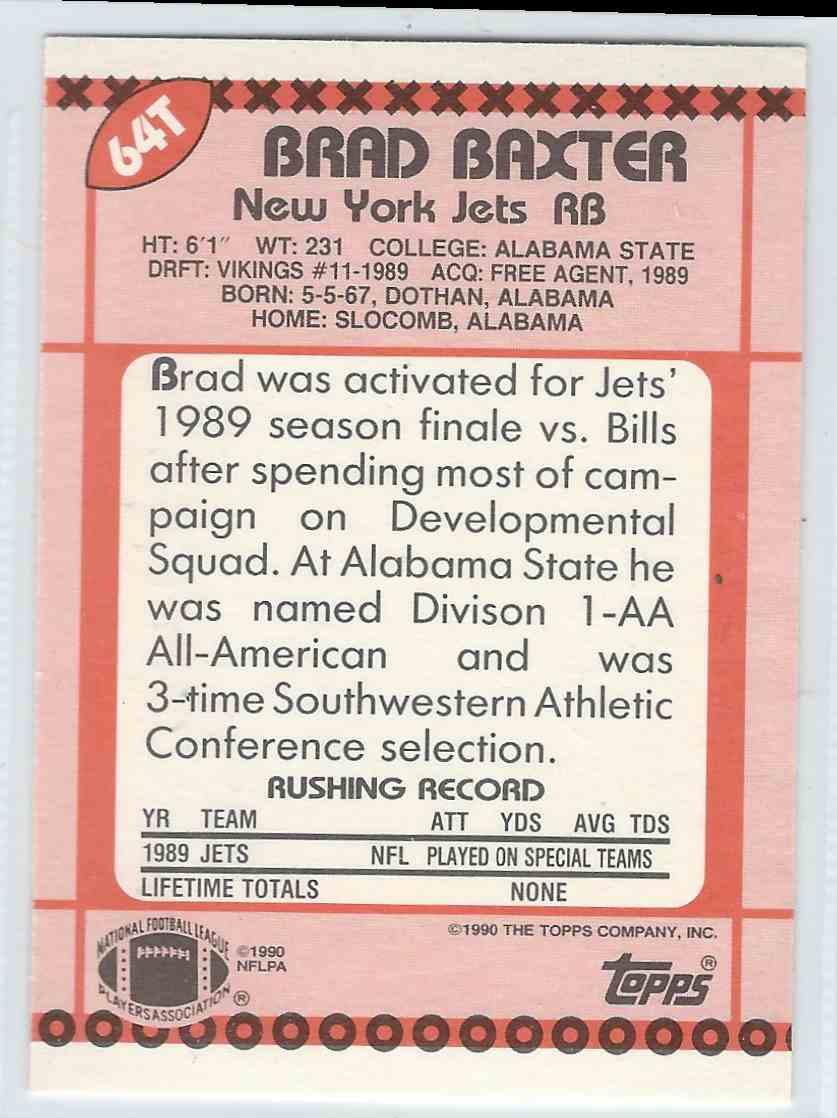 64T
BRAD BAXTER
New York Jets RB
HT: 6'1" WT: 231 COLLEGE: ALABAMA STATE
DRFT: VIKINGS #11-1989 ACQ: FREE AGENT, 1989
BORN: 5-5-67, DOTHAN, ALABAMA
HOME: SLOCOMB, ALABAMA
Brad was activated for Jets'
1989 season finale vs. Bills
after spending most of cam-
paign on Developmental
Squad. At Alabama State he
was named Divison 1-AA
All-American and was
3-time Southwestern Athletic
Conference selection.
RUSHING RECORD
YR TEAM ATT YDS AVG TDS
1989 JETS NFL PLAYED ON SPECIAL TEAMS
LIFETIME TOTALS NONE
©1990 THE TOPPS COMPANY, INC.
NATIONAL FOOTBALL LEAGUE
PLAYERS ASSOCIATION ®
©1990
NFLPA
topps ®